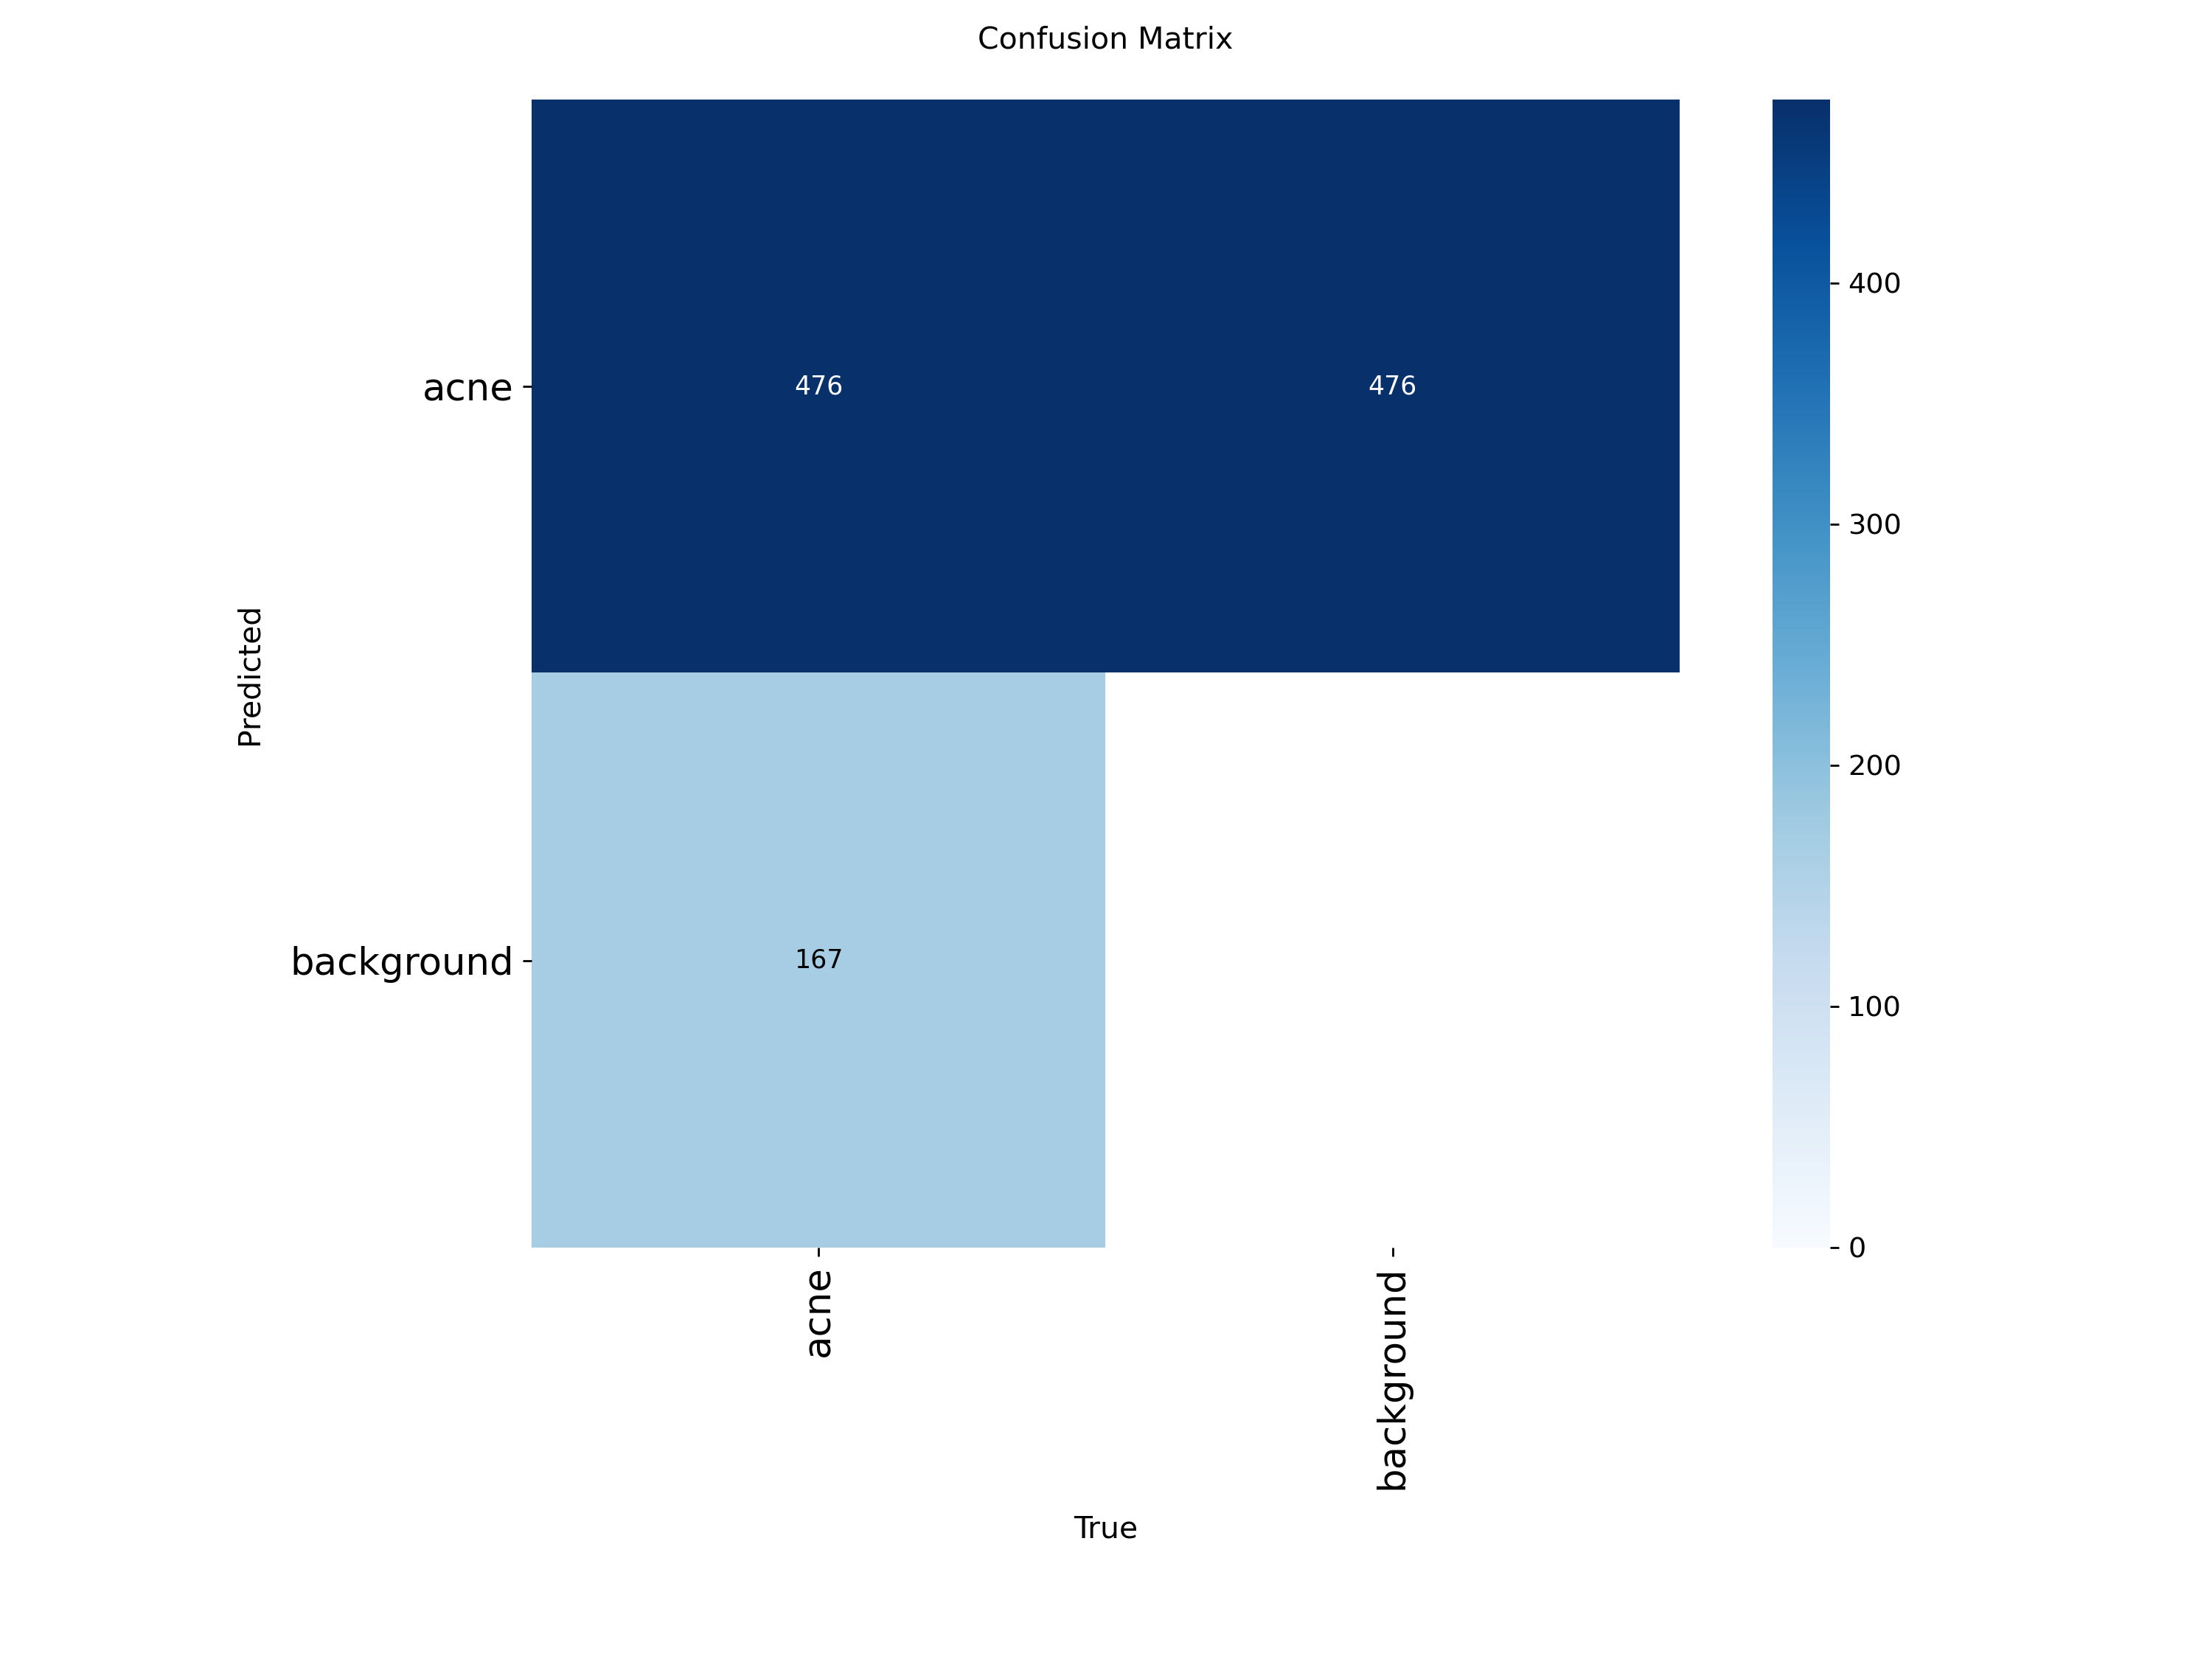 Confusion Matrix
acne
476
476
Predicted
background
167
acne
background
True
400
300
200
100
0